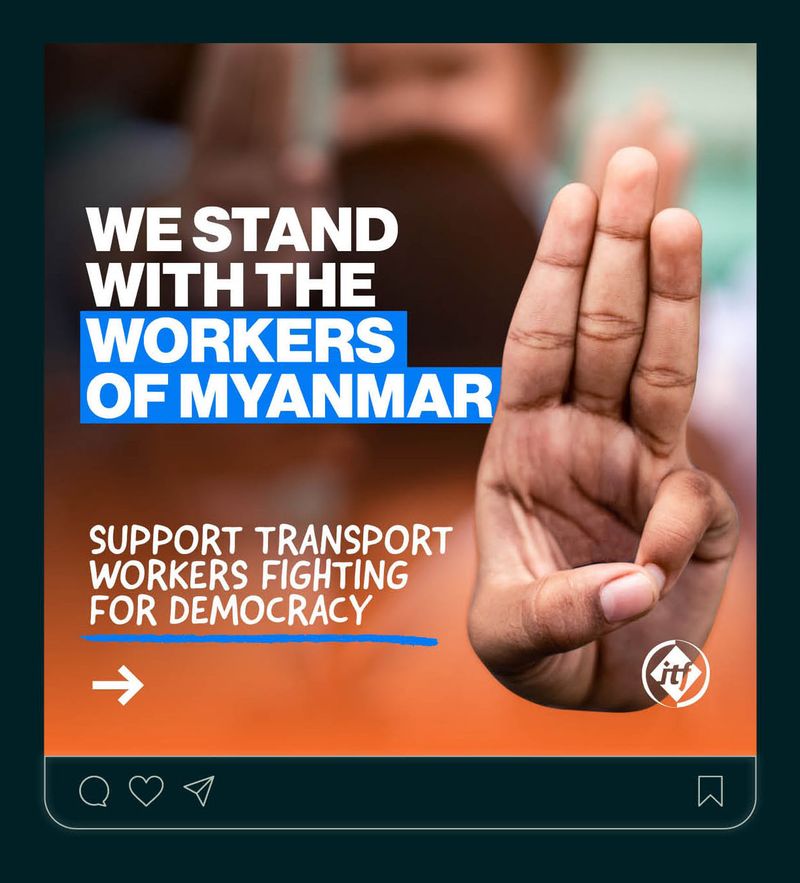 WE STAND
WITH THE
WORKERS
OF MYANMAR
SUPPORT TRANSPORT
WORKERS FIGHTING
FOR DEMOCRACY
itf